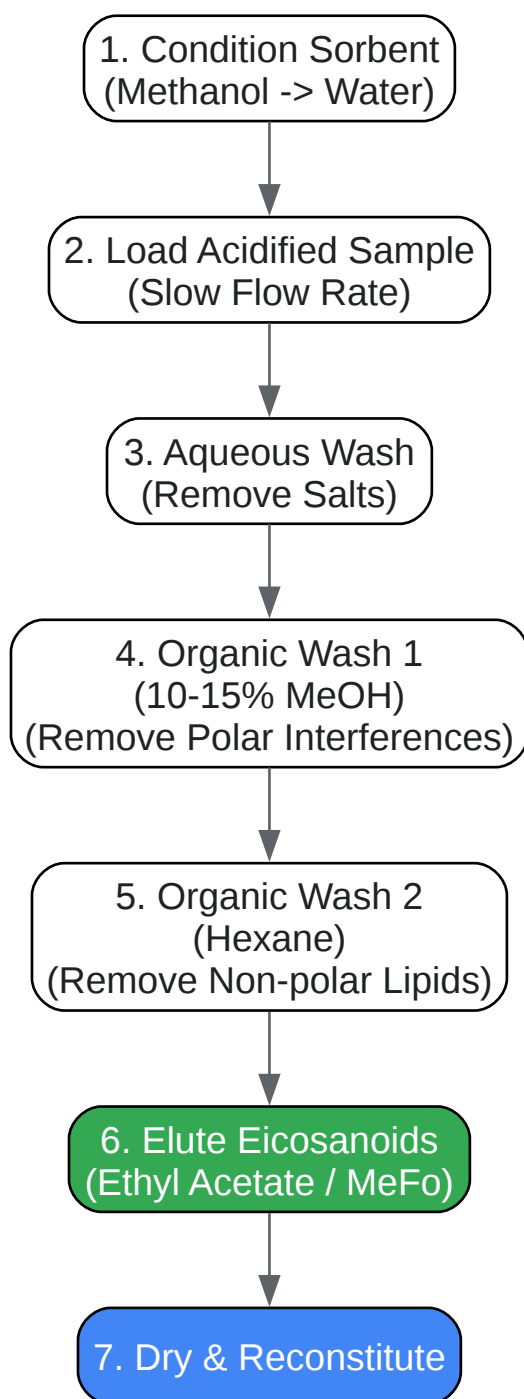 1. Condition Sorbent
(Methanol -> Water)
2. Load Acidified Sample
(Slow Flow Rate)
3. Aqueous Wash
(Remove Salts)
4. Organic Wash 1
(10-15% MeOH)
(Remove Polar Interferences)
5. Organic Wash 2
(Hexane)
(Remove Non-polar Lipids)
6. Elute Eicosanoids
(Ethyl Acetate / MeFo)
7. Dry & Reconstitute